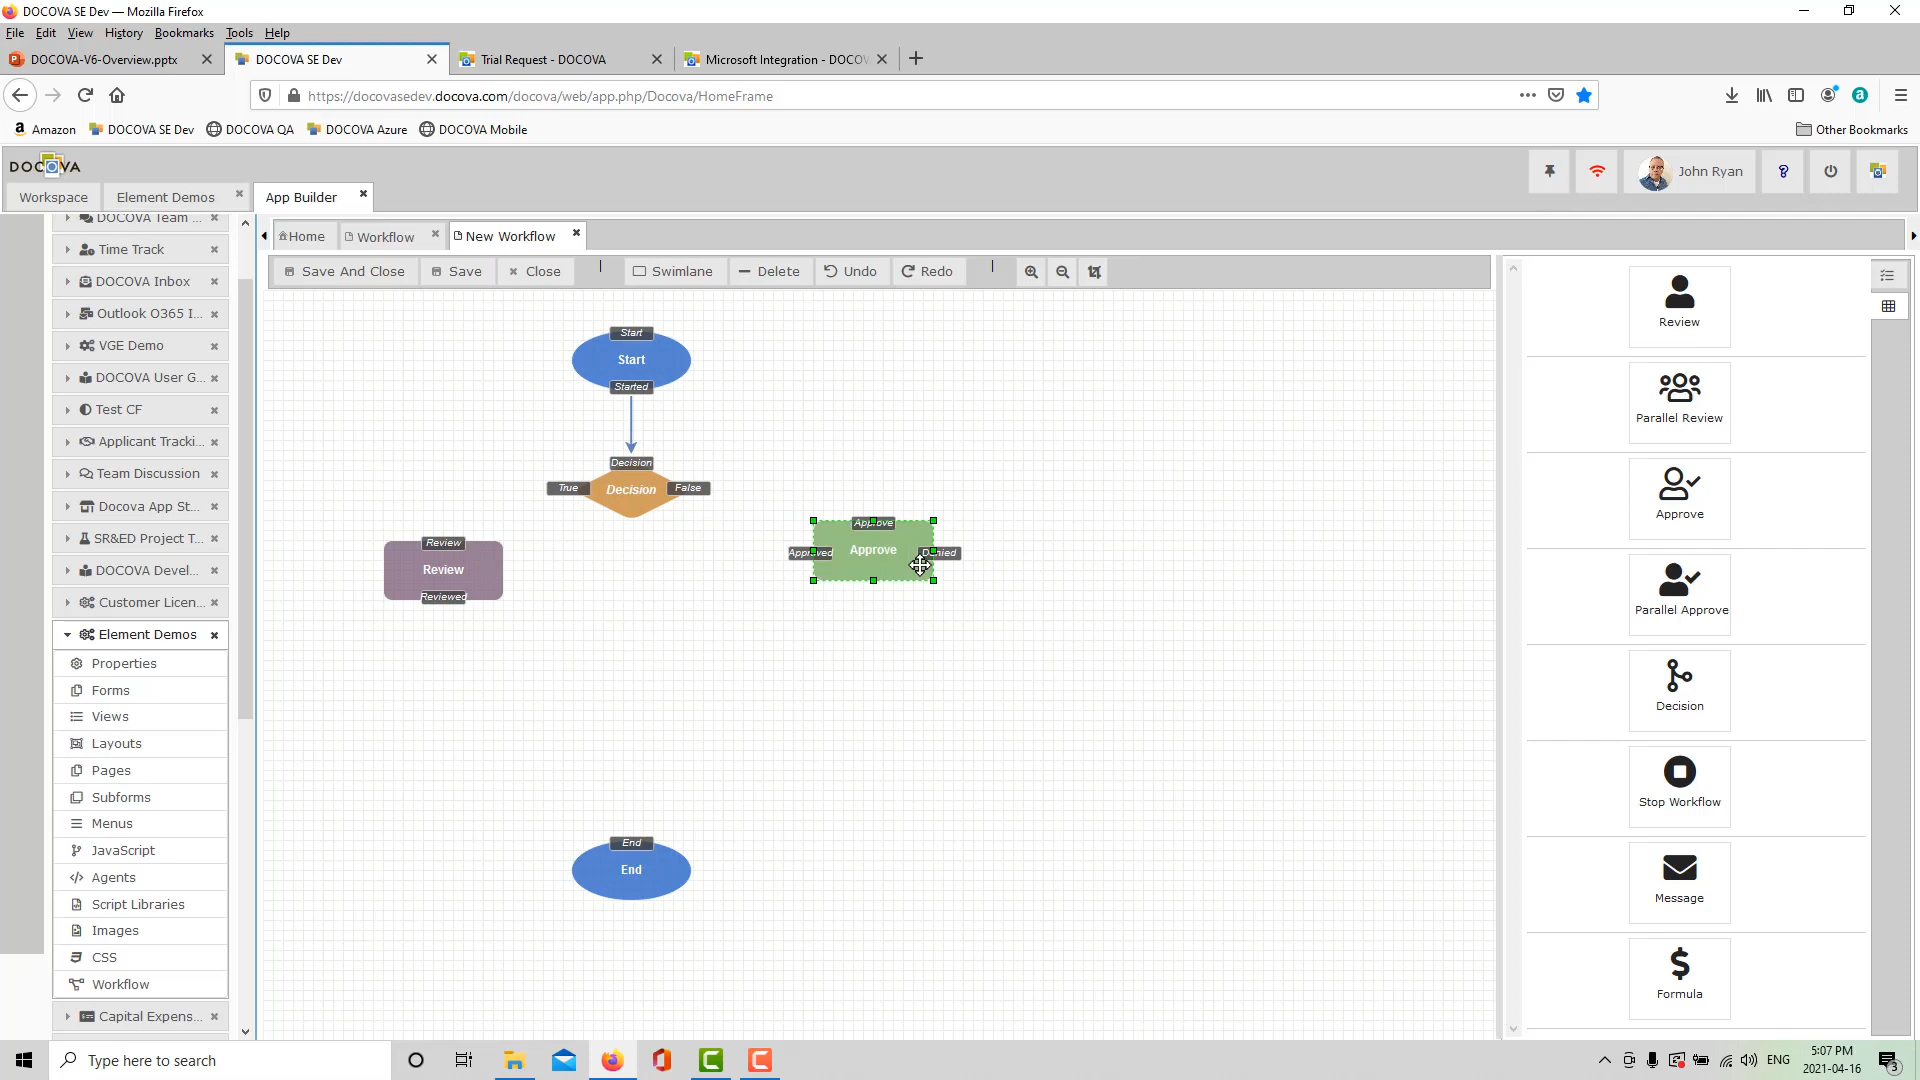 DOCOVA SE Dev — Mozilla Firefox
File Edit View History Bookmarks Tools Help
DOCOVA-V6-Overview.pptx
DOCOVA SE Dev
Trial Request - DOCOVA
Microsoft Integration - DOCOV
https://docovasedev.docova.com/docova/web/app.php/Docova/HomeFrame
Amazon DOCOVA SE Dev DOCOVA QA DOCOVA Azure DOCOVA Mobile Other Bookmarks
DOCOVA
John Ryan
Workspace Element Demos App Builder
DOCOVA Team ...
Time Track
DOCOVA Inbox
Outlook O365 I...
VGE Demo
DOCOVA User G...
Test CF
Applicant Tracki...
Team Discussion
Docova App St...
SR&ED Project T...
DOCOVA Devel...
Customer Licen...
Element Demos
Properties
Forms
Views
Layouts
Pages
Subforms
Menus
JavaScript
Agents
Script Libraries
Images
CSS
Workflow
Capital Expens...
Home Workflow New Workflow
Save And Close Save Close Swimlane Delete Undo Redo
Start
Start
Started
Decision
True Decision False
Review
Review
Reviewed
Approve
Approved Approve Denied
End
End
Review
Parallel Review
Approve
Parallel Approve
Decision
Stop Workflow
Message
Formula
Type here to search
ENG
5:07 PM
2021-04-16
3